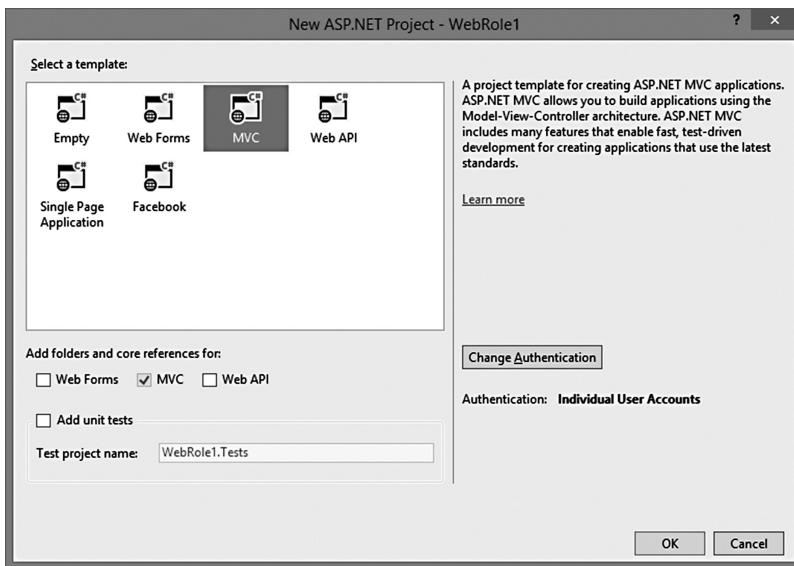 New ASP.NET Project - WebRole1
? ×
Select a template:
C# C# C# C#
Empty Web Forms MVC Web API
C# C#
Single Page Facebook
Application
A project template for creating ASP.NET MVC applications.
ASP.NET MVC allows you to build applications using the
Model-View-Controller architecture. ASP.NET MVC
includes many features that enable fast, test-driven
development for creating applications that use the latest
standards.
Learn more
Add folders and core references for:
Web Forms MVC Web API
Add unit tests
Test project name: WebRole1.Tests
Change Authentication
Authentication: Individual User Accounts
OK Cancel